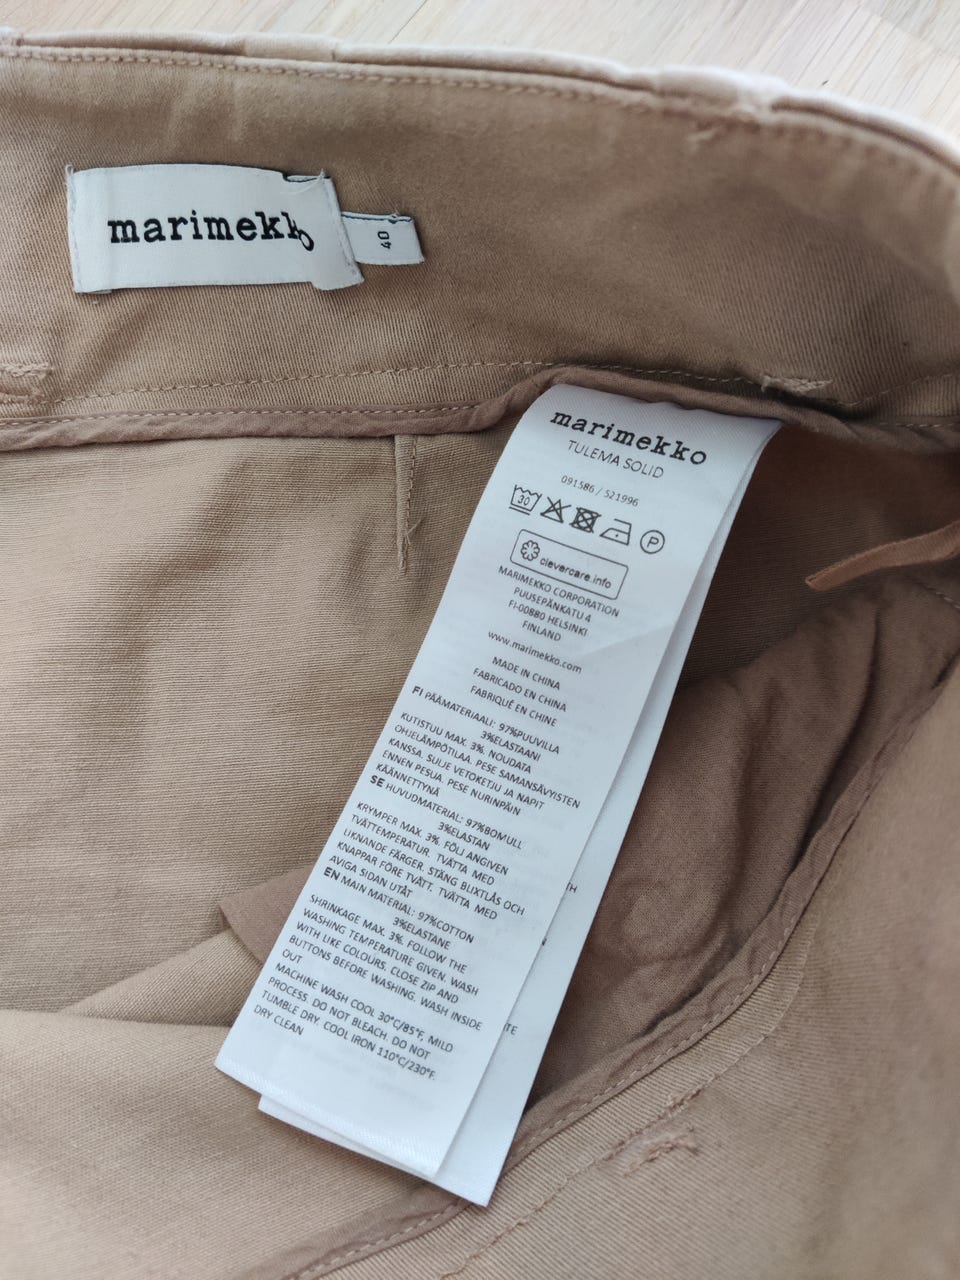 marimekko
40
marimekko
TULEMA SOLID
091586 / 521996
30
P
clevercare.info
MARIMEKKO CORPORATION
PUUSEPÄNKATU 4
FI-00880 HELSINKI
FINLAND
www.marimekko.com
MADE IN CHINA
FABRICADO EN CHINA
FABRIQUÉ EN CHINE
FI PÄÄMATERIAALI: 97%PUUVILLA
3%ELASTAANI
KUTISTUU MAX. 3%. NOUDATA
OHJELÄMPÖTILAA. PESE SAMANSÄVYISTEN
KANSSA. SULJE VETOKETJU JA NAPIT
ENNEN PESUA. PESE NURINPÄIN
KÄÄNNETTYNÄ
SE HUVUDMATERIAL: 97%BOMULL
3%ELASTAN
KRYMPER MAX. 3%. FÖLJ ANGIVEN
TVÄTTEMPERATUR. TVÄTTA MED
LIKNANDE FÄRGER. STÄNG BLIXTLÅS OCH
KNAPPAR FÖRE TVÄTT. TVÄTTA MED
AVIGA SIDAN UTÅT
EN MAIN MATERIAL: 97%COTTON
3%ELASTANE
SHRINKAGE MAX. 3%. FOLLOW THE
WASHING TEMPERATURE GIVEN. WASH
WITH LIKE COLOURS. CLOSE ZIP AND
BUTTONS BEFORE WASHING. WASH INSIDE
OUT
MACHINE WASH COOL 30°C/85°F, MILD
PROCESS. DO NOT BLEACH. DO NOT
TUMBLE DRY. COOL IRON 110°C/230°F.
DRY CLEAN